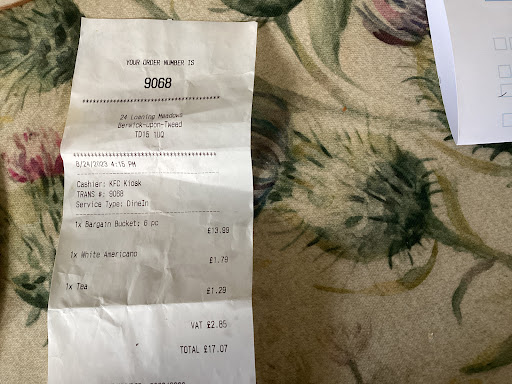 YOUR ORDER NUMBER IS
9068
****************************************
24 Loaning Meadows
Berwick-upon-Tweed
TD15 1UQ
****************************************
8/24/2023 4:15 PM
Cashier: KFC Kiosk
TRANS #: 9068
Service Type: DineIn
1x Bargain Bucket: 6 pc
£13.99
1x White Americano
£1.79
1x Tea
£1.29
VAT £2.85
TOTAL £17.07